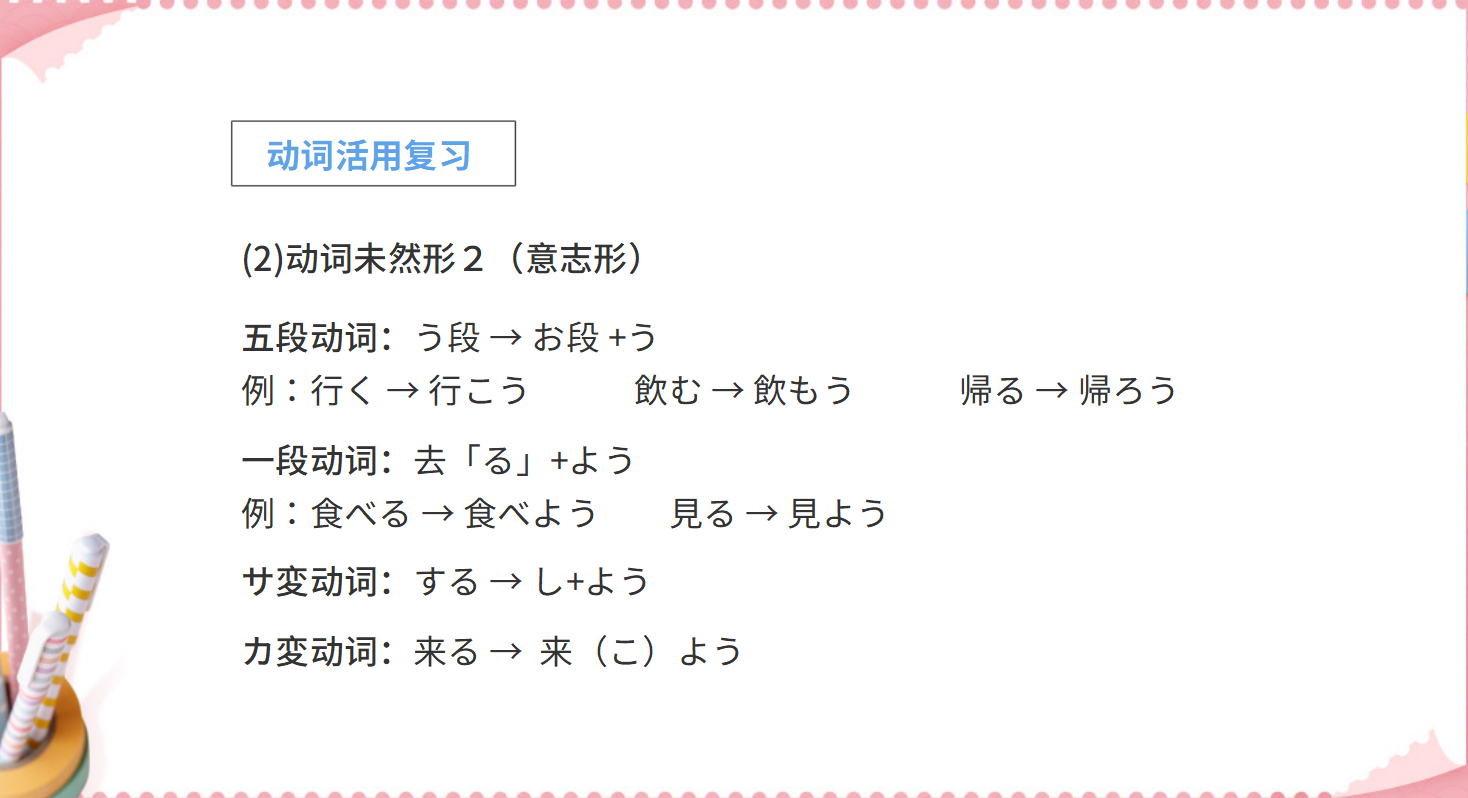 动词活用复习
(2)动词未然形２（意志形）
五段动词：う段 → お段 +う
例：行く → 行こう 飲む → 飲もう 帰る → 帰ろう
一段动词：去「る」+よう
例：食べる → 食べよう 見る → 見よう
サ変动词：する → し+よう
カ変动词：来る → 来（こ）よう